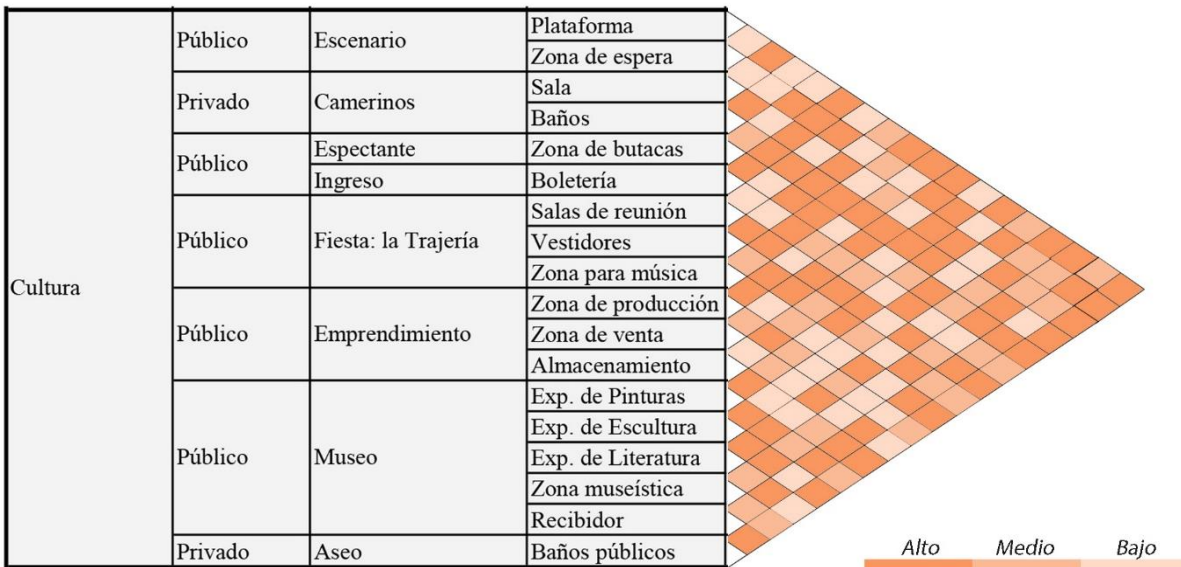 Cultura
Público
Escenario
Plataforma
Zona de espera
Privado
Camerinos
Sala
Baños
Público
Espectante
Zona de butacas
Ingreso
Boletería
Público
Fiesta: la Trajería
Salas de reunión
Vestidores
Zona para música
Público
Emprendimiento
Zona de producción
Zona de venta
Almacenamiento
Público
Museo
Exp. de Pinturas
Exp. de Escultura
Exp. de Literatura
Zona museística
Recibidor
Privado
Aseo
Baños públicos
Alto Medio Bajo